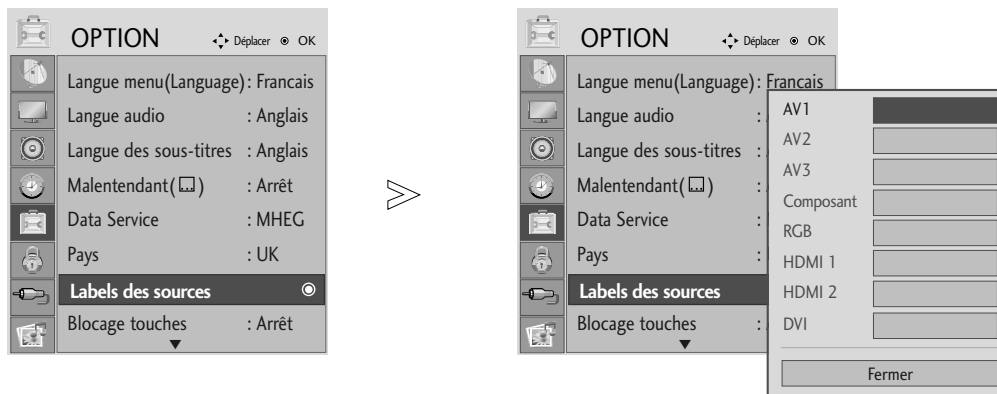 OPTION Déplacer OK
Langue menu(Language) : Francais
Langue audio : Anglais
Langue des sous-titres : Anglais
Malentendant( ) : Arrêt
Data Service : MHEG
Pays : UK
Labels des sources
Blocage touches : Arrêt
OPTION Déplacer OK
Langue menu(Language) : Francais
Langue audio :
Langue des sous-titres :
Malentendant( ) :
Data Service :
Pays :
Labels des sources
Blocage touches :
AV1
AV2
AV3
Composant
RGB
HDMI 1
HDMI 2
DVI
Fermer